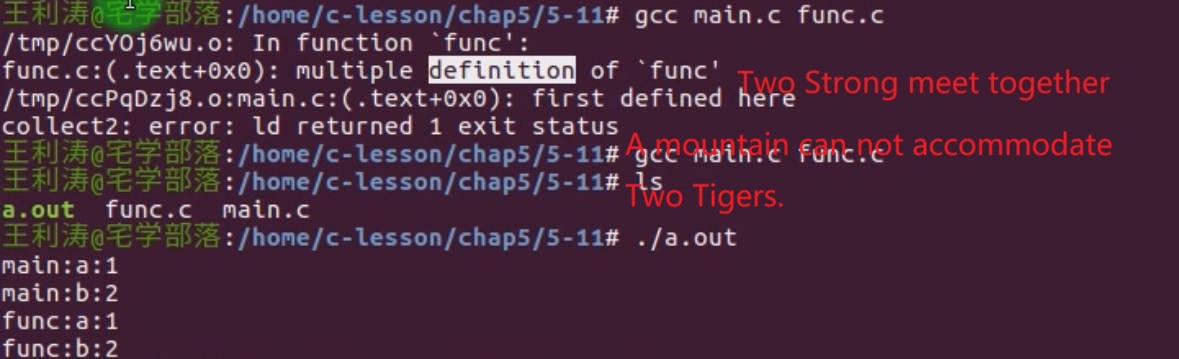 王利涛@宅学部落:/home/c-lesson/chap5/5-11# gcc main.c func.c
/tmp/ccYOj6wu.o: In function `func':
func.c:(.text+0x0): multiple definition of `func'
Two Strong meet together
/tmp/ccPqDzj8.o:main.c:(.text+0x0): first defined here
collect2: error: ld returned 1 exit status
王利涛@宅学部落:/home/c-lesson/chap5/5-11# gcc main.c func.c
A mountain can not accommodate
王利涛@宅学部落:/home/c-lesson/chap5/5-11# ls
Two Tigers.
a.out  func.c  main.c
王利涛@宅学部落:/home/c-lesson/chap5/5-11# ./a.out
main:a:1
main:b:2
func:a:1
func:b:2